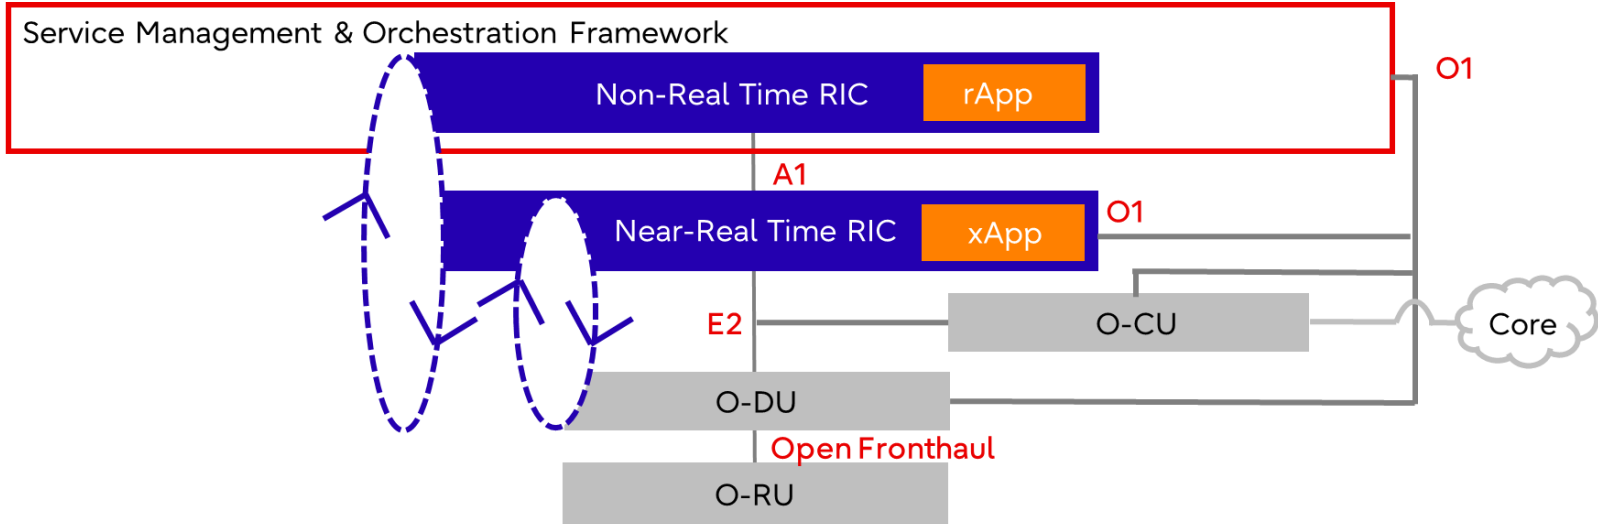 Service Management & Orchestration Framework
Non-Real Time RIC
rApp
O1
A1
Near-Real Time RIC
xApp
O1
E2
O-CU
Core
O-DU
Open Fronthaul
O-RU